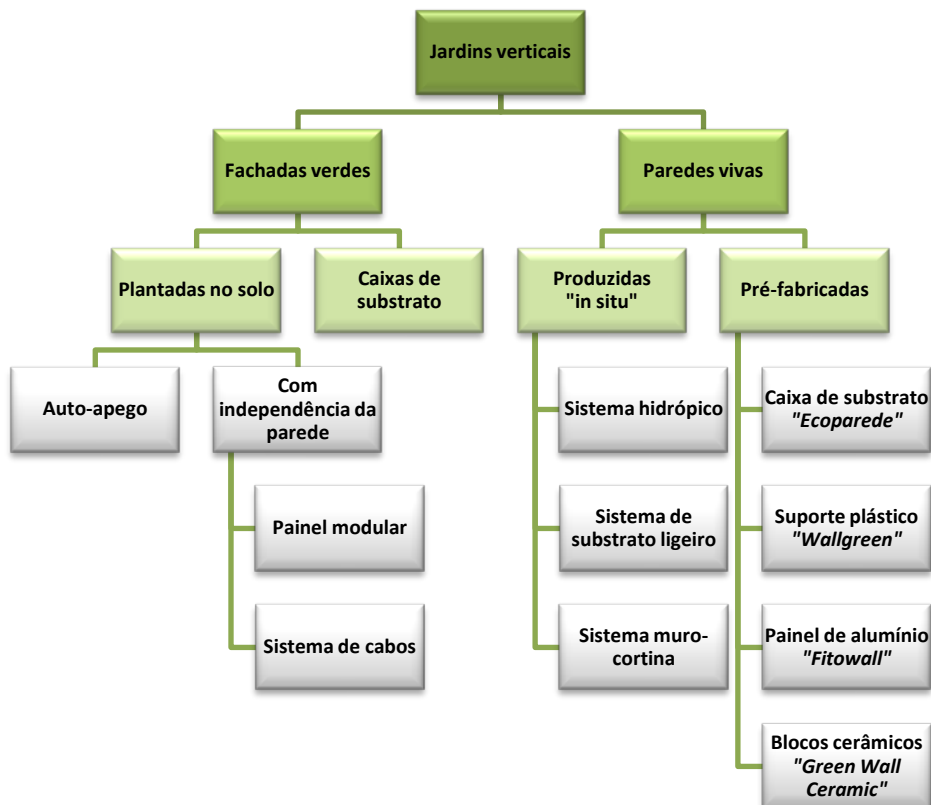 Jardins verticais
Fachadas verdes
Paredes vivas
Plantadas no solo
Caixas de
substrato
Produzidas
"in situ"
Pré-fabricadas
Auto-apego
Com
independência da
parede
Painel modular
Sistema de cabos
Sistema hidrópico
Sistema de
substrato ligeiro
Sistema muro-
cortina
Caixa de substrato
"Ecoparede"
Suporte plástico
"Wallgreen"
Painel de alumínio
"Fitowall"
Blocos cerâmicos
"Green Wall
Ceramic"